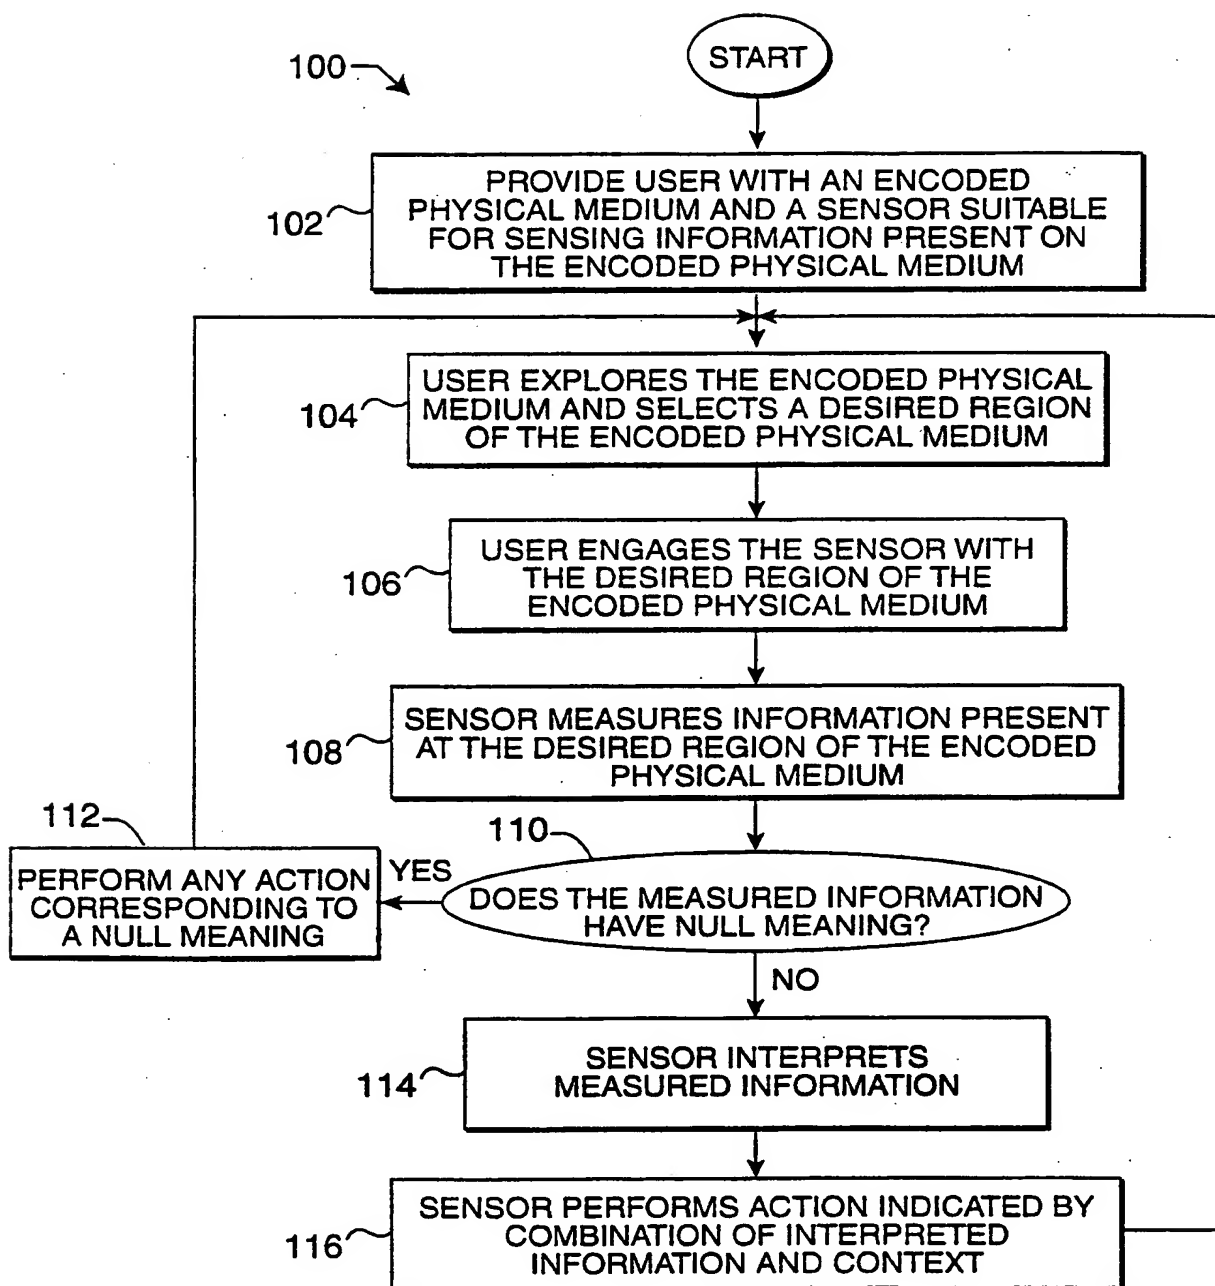 START
100
PROVIDE USER WITH AN ENCODED
PHYSICAL MEDIUM AND A SENSOR SUITABLE
FOR SENSING INFORMATION PRESENT ON
THE ENCODED PHYSICAL MEDIUM
102
USER EXPLORES THE ENCODED PHYSICAL
MEDIUM AND SELECTS A DESIRED REGION
OF THE ENCODED PHYSICAL MEDIUM
104
USER ENGAGES THE SENSOR WITH
THE DESIRED REGION OF THE
ENCODED PHYSICAL MEDIUM
106
SENSOR MEASURES INFORMATION PRESENT
AT THE DESIRED REGION OF THE ENCODED
PHYSICAL MEDIUM
108
110
DOES THE MEASURED INFORMATION
HAVE NULL MEANING?
YES
112
PERFORM ANY ACTION
CORRESPONDING TO
A NULL MEANING
NO
SENSOR INTERPRETS
MEASURED INFORMATION
114
SENSOR PERFORMS ACTION INDICATED BY
COMBINATION OF INTERPRETED
INFORMATION AND CONTEXT
116